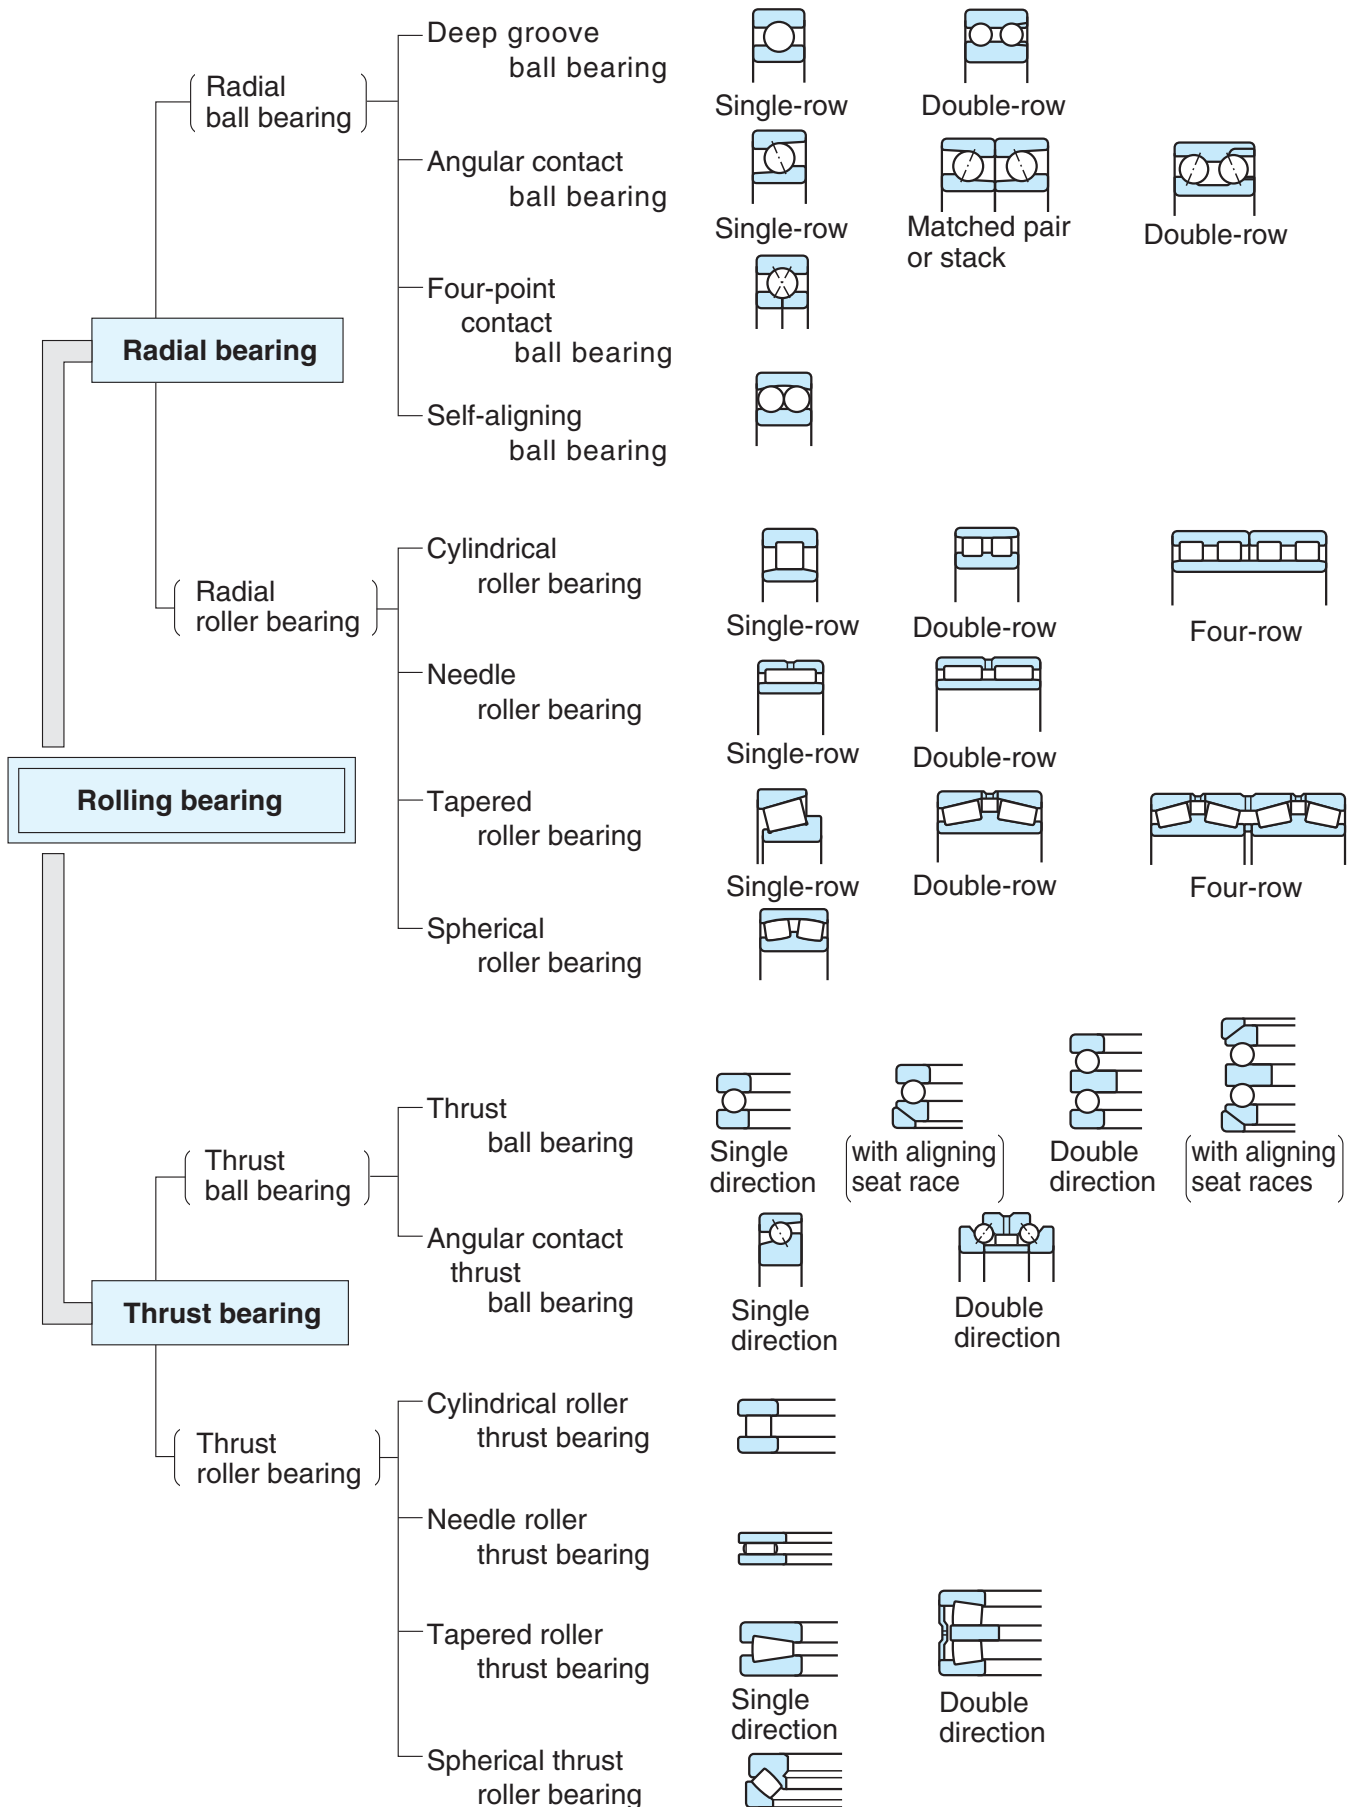 Deep groove
ball bearing
Radial
ball bearing
Single-row
Double-row
Angular contact
ball bearing
Single-row
Matched pair
or stack
Double-row
Four-point
contact
ball bearing
Radial bearing
Self-aligning
ball bearing
Cylindrical
roller bearing
Radial
roller bearing
Single-row
Double-row
Four-row
Needle
roller bearing
Single-row
Double-row
Rolling bearing
Tapered
roller bearing
Single-row
Double-row
Four-row
Spherical
roller bearing
Thrust
ball bearing
Thrust
ball bearing
Single
direction
with aligning
seat race
Double
direction
with aligning
seat races
Angular contact
thrust
ball bearing
Single
direction
Double
direction
Thrust bearing
Cylindrical roller
thrust bearing
Thrust
roller bearing
Needle roller
thrust bearing
Tapered roller
thrust bearing
Single
direction
Double
direction
Spherical thrust
roller bearing